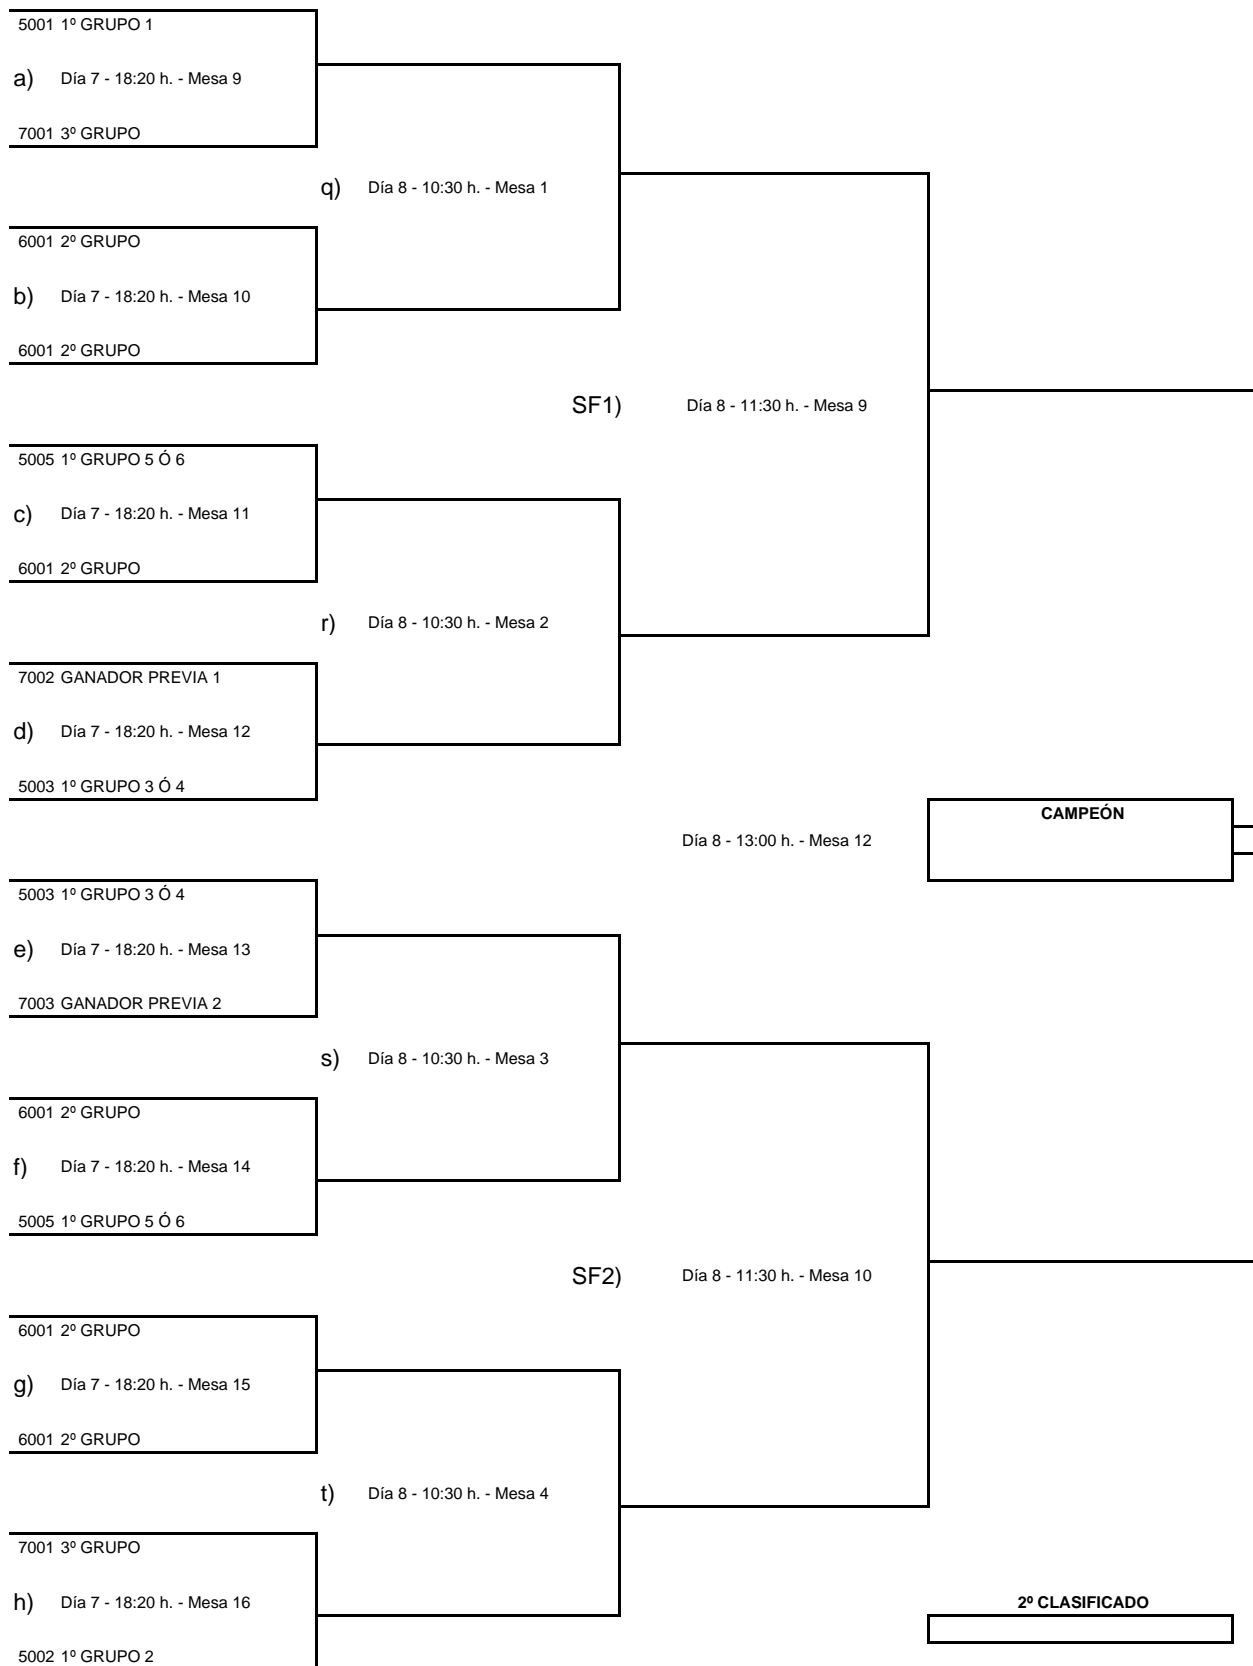 5001 1º GRUPO 1
a) Día 7 - 18:20 h. - Mesa 9
7001 3º GRUPO
q) Día 8 - 10:30 h. - Mesa 1
6001 2º GRUPO
b) Día 7 - 18:20 h. - Mesa 10
6001 2º GRUPO
SF1) Día 8 - 11:30 h. - Mesa 9
5005 1º GRUPO 5 Ó 6
c) Día 7 - 18:20 h. - Mesa 11
6001 2º GRUPO
r) Día 8 - 10:30 h. - Mesa 2
7002 GANADOR PREVIA 1
d) Día 7 - 18:20 h. - Mesa 12
5003 1º GRUPO 3 Ó 4
CAMPEÓN
Día 8 - 13:00 h. - Mesa 12
5003 1º GRUPO 3 Ó 4
e) Día 7 - 18:20 h. - Mesa 13
7003 GANADOR PREVIA 2
s) Día 8 - 10:30 h. - Mesa 3
6001 2º GRUPO
f) Día 7 - 18:20 h. - Mesa 14
5005 1º GRUPO 5 Ó 6
SF2) Día 8 - 11:30 h. - Mesa 10
6001 2º GRUPO
g) Día 7 - 18:20 h. - Mesa 15
6001 2º GRUPO
t) Día 8 - 10:30 h. - Mesa 4
7001 3º GRUPO
h) Día 7 - 18:20 h. - Mesa 16
2º CLASIFICADO
5002 1º GRUPO 2